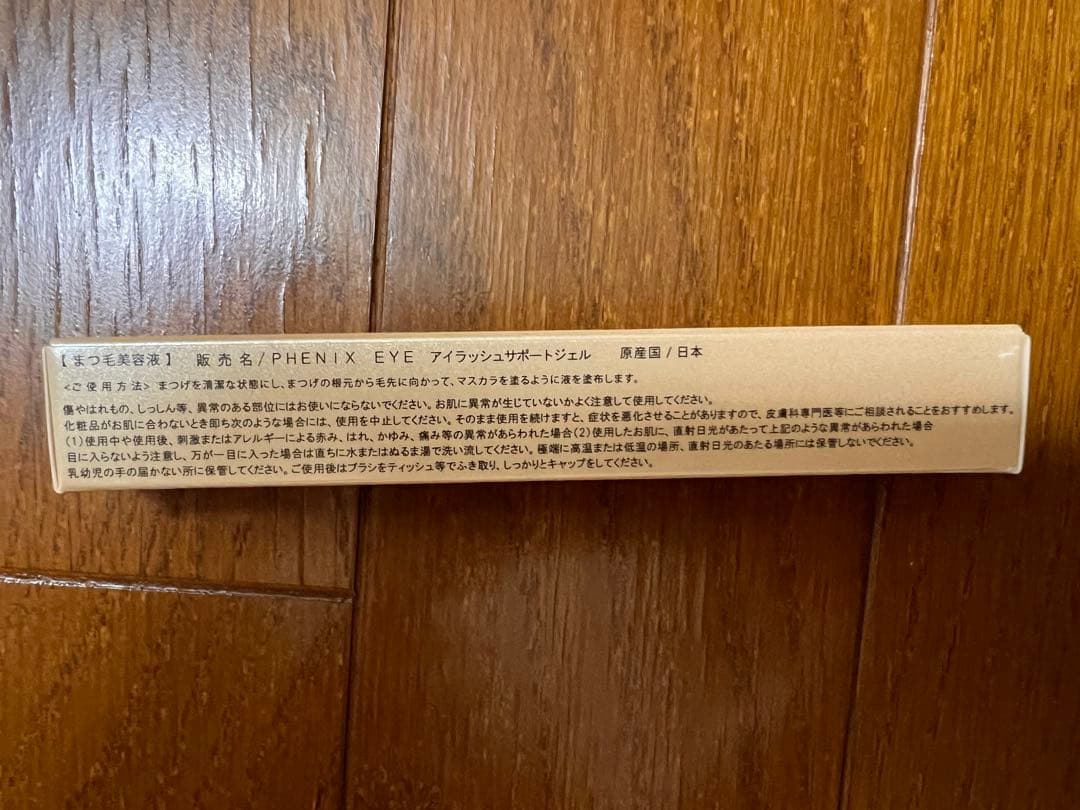 【まつ毛美容液】 販売名/PHENIX EYE アイラッシュサポートジェル 原産国/日本
<ご使用方法> まつげを清潔な状態にし、まつげの根元から毛先に向かって、マスカラを塗るように液を塗布します。
傷やはれもの、しっしん等、異常のある部位にはお使いにならないでください。お肌に異常が生じていないかよく注意して使用してください。
化粧品がお肌に合わないとき即ち次のような場合には、使用を中止してください。そのまま使用を続けますと、症状を悪化させることがありますので、皮膚科専門医等にご相談されることをおすすめします。
(1)使用中や使用後、刺激またはアレルギーによる赤み、はれ、かゆみ、痛み等の異常があらわれた場合(2)使用したお肌に、直射日光があたって上記のような異常があらわれた場合
目に入らないよう注意し、万が一目に入った場合は直ちに水またはぬるま湯で洗い流してください。極端に高温または低温の場所、直射日光のあたる場所には保管しないでください。
乳幼児の手の届かない所に保管してください。ご使用後はブラシをティッシュ等でふき取り、しっかりとキャップをしてください。